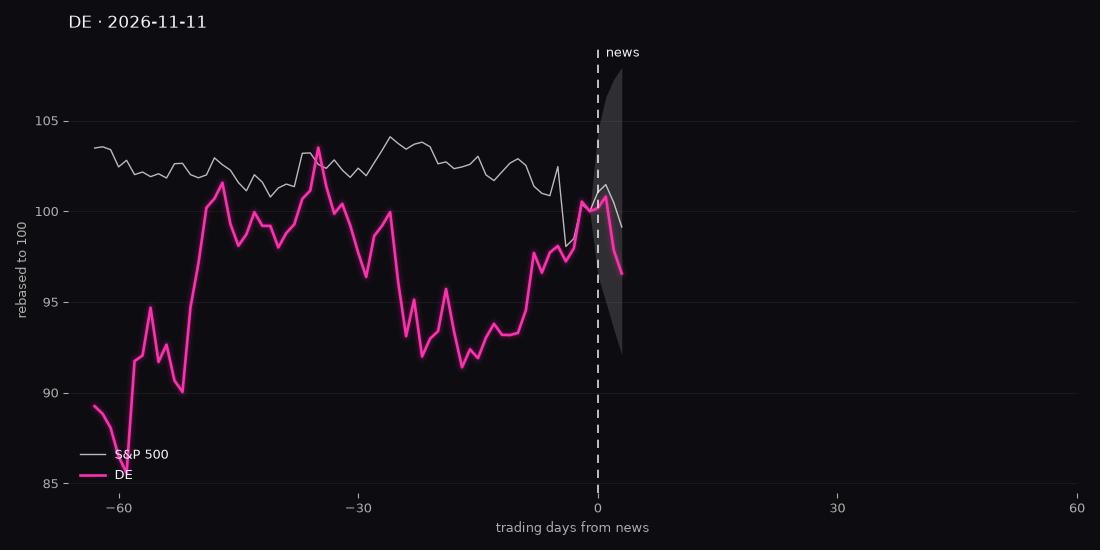 DE · 2026-11-11
news
105
100
95
90
85
rebased to 100
S&P 500
DE
−60
−30
0
30
60
trading days from news